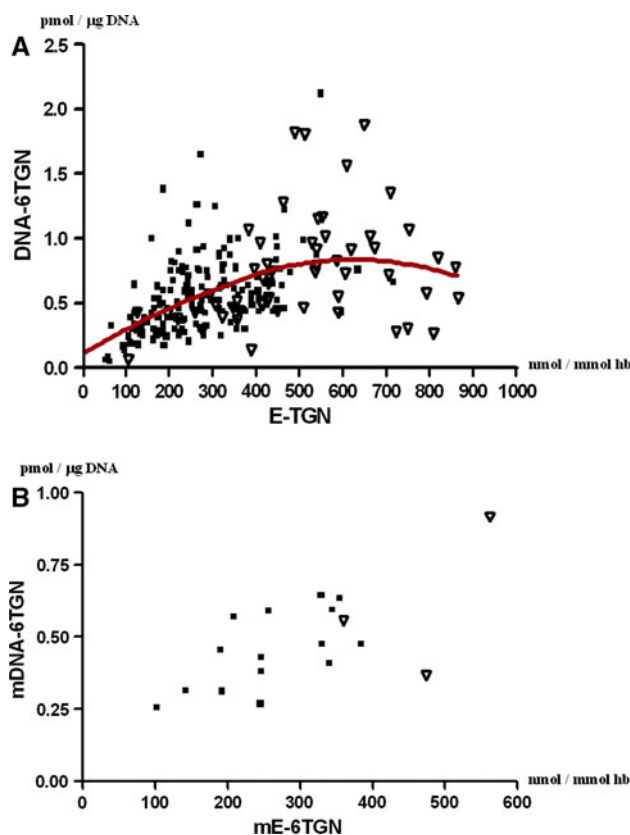 pmol / µg DNA
A
2.5
2.0
1.5
1.0
0.5
0.0
DNA-6TGN
0 100 200 300 400 500 600 700 800 900 1000
nmol / mmol hb
E-TGN
pmol / µg DNA
B
1.00
0.75
0.50
0.25
0.00
mDNA-6TGN
0 100 200 300 400 500 600
nmol / mmol hb
mE-6TGN